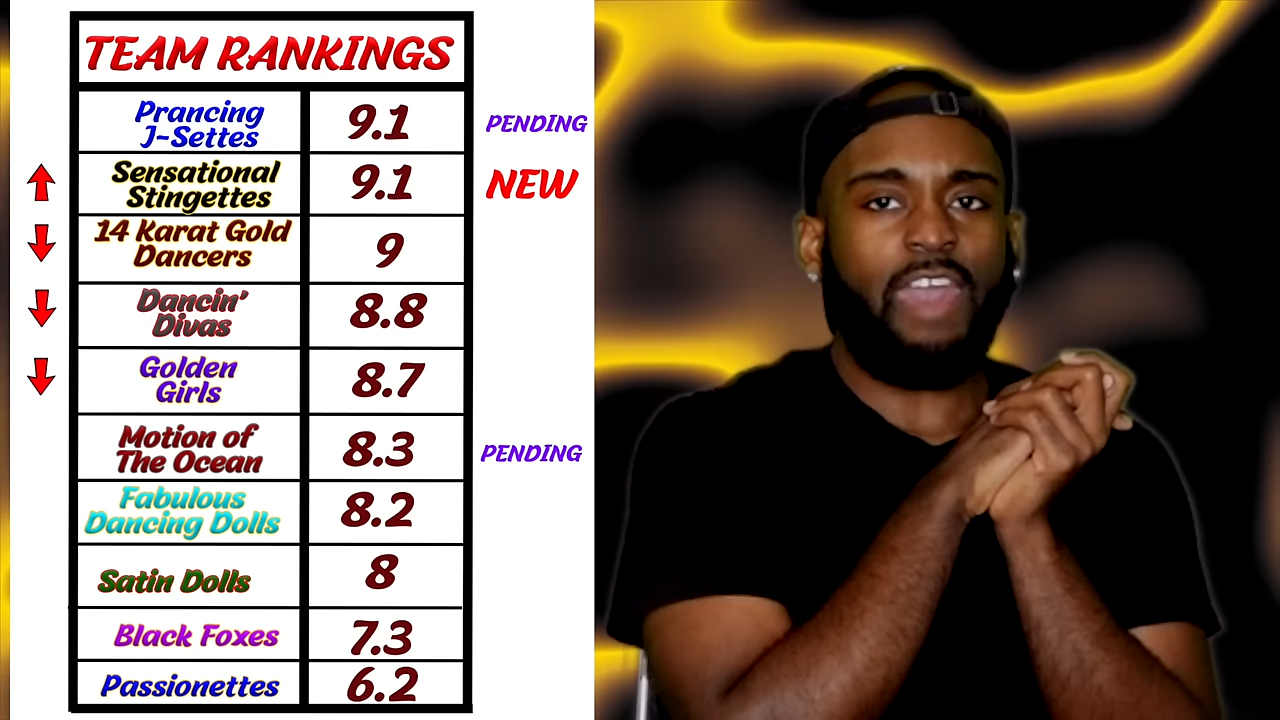 TEAM RANKINGS
Prancing
J-Settes
9.1
PENDING
Sensational
Stingettes
9.1
NEW
14 Karat Gold
Dancers
9
Dancin'
Divas
8.8
Golden
Girls
8.7
Motion of
The Ocean
8.3
PENDING
Fabulous
Dancing Dolls
8.2
Satin Dolls
8
Black Foxes
7.3
Passionettes
6.2